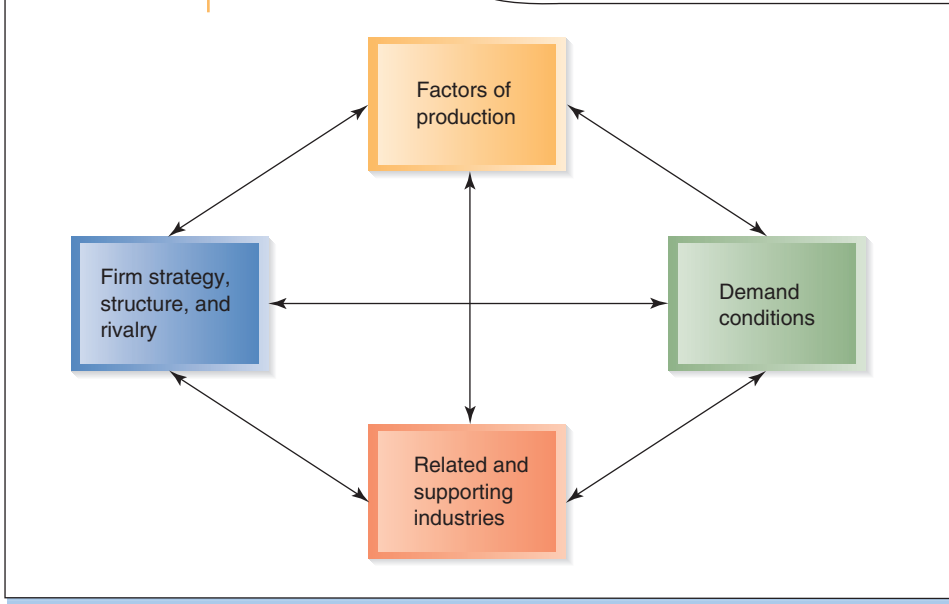 Factors of
production
Firm strategy,
structure, and
rivalry
Demand
conditions
Related and
supporting
industries